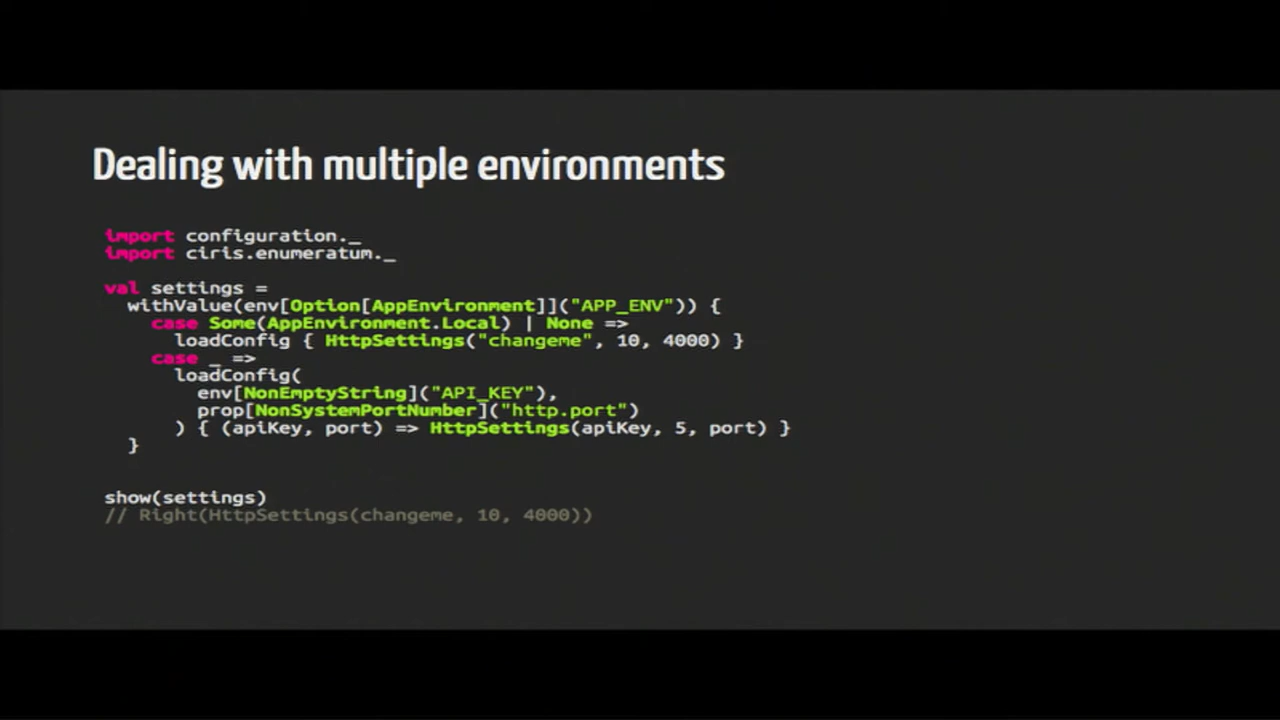 Dealing with multiple environments
import configuration._
import ciris.enumeratum._
val settings =
withValue(env[Option[AppEnvironment]]("APP_ENV")) {
case Some(AppEnvironment.Local) | None =>
loadConfig { HttpSettings("changeme", 10, 4000) }
case _ =>
loadConfig(
env[NonEmptyString]("API_KEY"),
prop[NonSystemPortNumber]("http.port")
) { (apiKey, port) => HttpSettings(apiKey, 5, port) }
}
show(settings)
// Right(HttpSettings(changeme, 10, 4000))